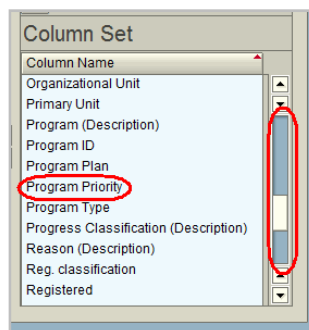 Column Set
Column Name
Organizational Unit
Primary Unit
Program (Description)
Program ID
Program Plan
Program Priority
Program Type
Progress Classification (Description)
Reason (Description)
Reg. classification
Registered